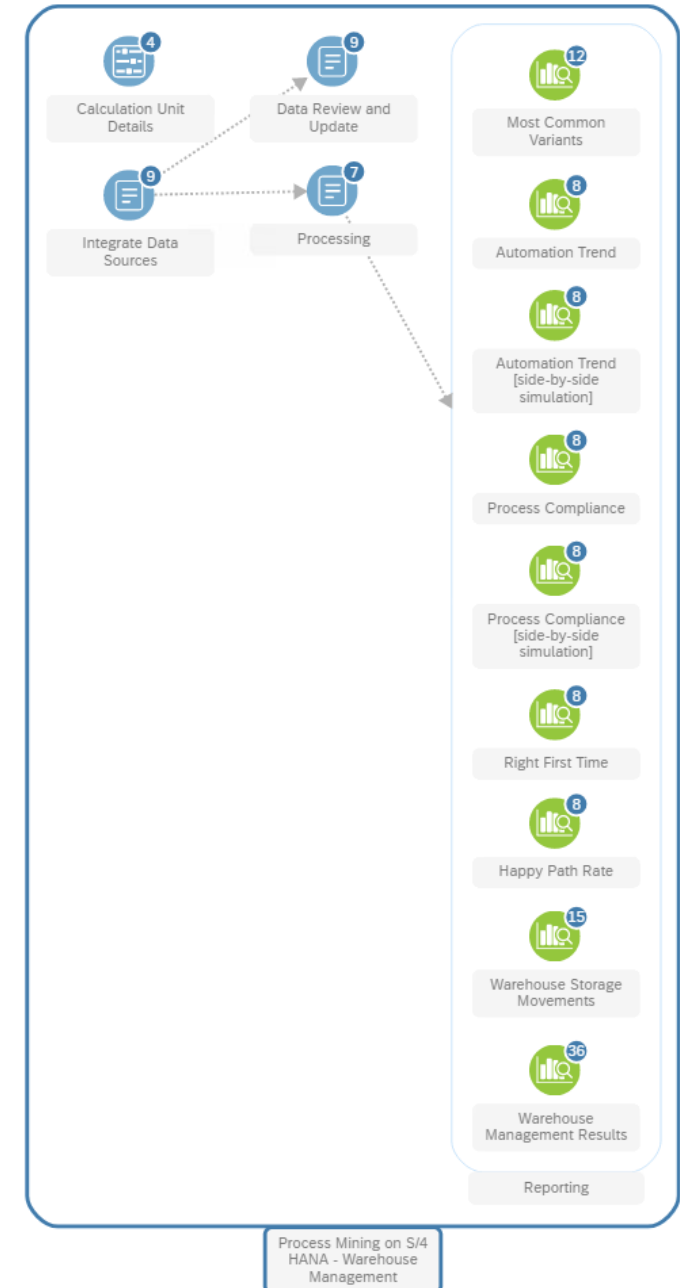 4
Calculation Unit
Details
9
Data Review and
Update
9
Integrate Data
Sources
7
Processing
12
Most Common
Variants
8
Automation Trend
8
Automation Trend
[side-by-side
simulation]
8
Process Compliance
8
Process Compliance
[side-by-side
simulation]
8
Right First Time
8
Happy Path Rate
15
Warehouse Storage
Movements
36
Warehouse
Management Results
Reporting
Process Mining on S/4
HANA - Warehouse
Management